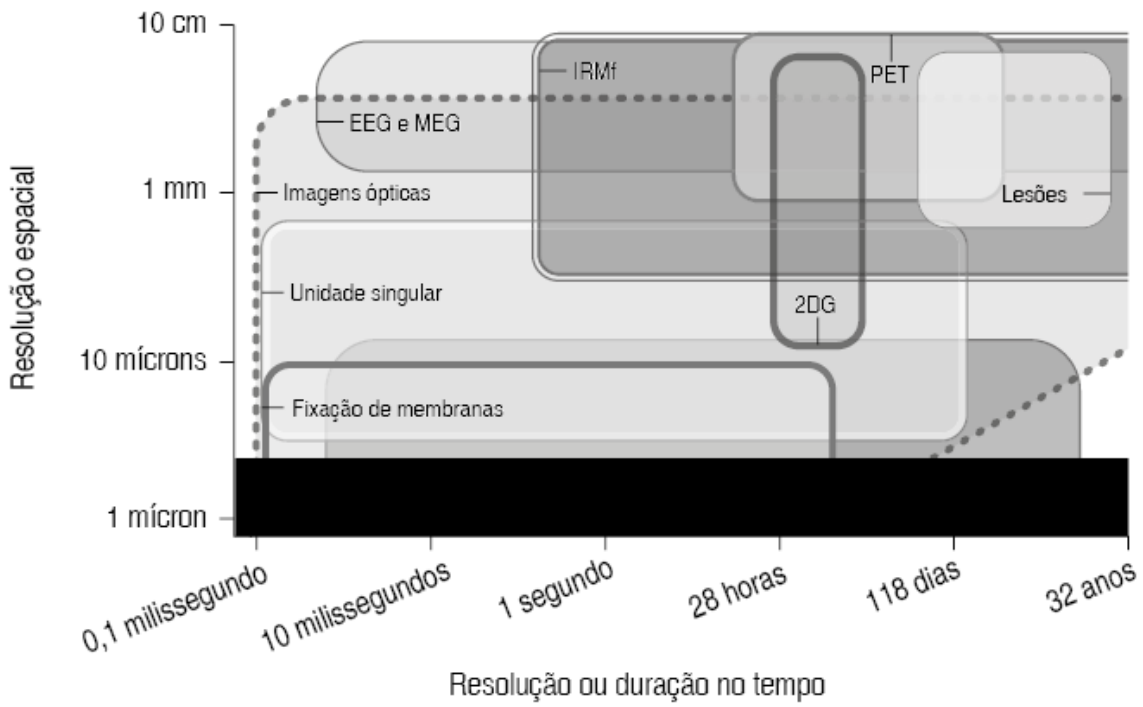 10 cm
IRMf
PET
EEG e MEG
1 mm
Imagens ópticas
Lesões
Resolução espacial
Unidade singular
2DG
10 mícrons
Fixação de membranas
1 mícron
0,1 milissegundo
10 milissegundos
1 segundo
28 horas
118 dias
32 anos
Resolução ou duração no tempo